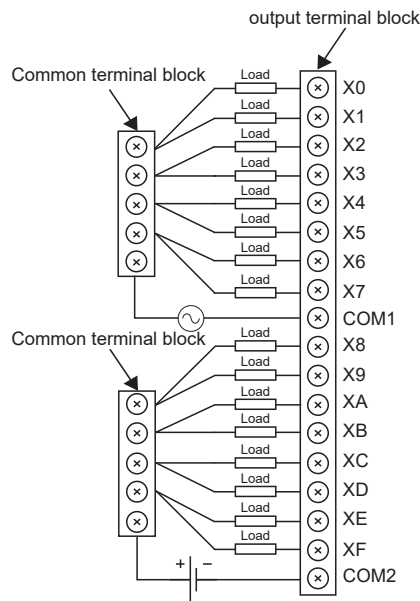 output terminal block
Common terminal block
Load X0
Load X1
Load X2
Load X3
Load X4
Load X5
Load X6
Load X7
COM1
Common terminal block
Load X8
Load X9
Load XA
Load XB
Load XC
Load XD
Load XE
Load XF
+ −
COM2